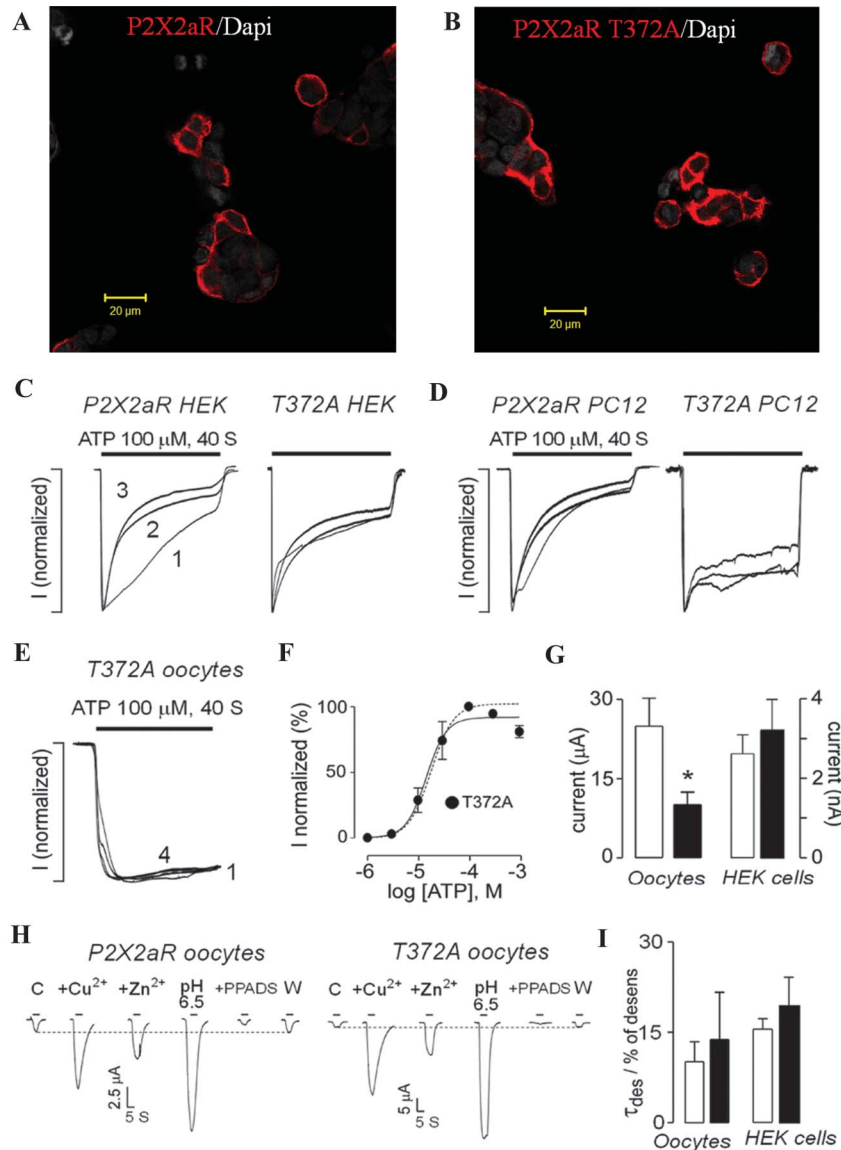 A
P2X2aR/Dapi
20 µm
B
P2X2aR T372A/Dapi
20 µm
C
P2X2aR HEK
T372A HEK
ATP 100 µM, 40 S
I (normalized)
3
2
1
D
P2X2aR PC12
T372A PC12
ATP 100 µM, 40 S
I (normalized)
E
T372A oocytes
ATP 100 µM, 40 S
I (normalized)
4
1
F
I normalized (%)
100
50
0
T372A
-6 -5 -4 -3
log [ATP], M
G
current (µA)
30
15
0
*
4
2
0
current (nA)
Oocytes HEK cells
H
P2X2aR oocytes
C +Cu²⁺ +Zn²⁺ pH 6.5 +PPADS W
2.5 µA
5 S
T372A oocytes
C +Cu²⁺ +Zn²⁺ pH 6.5 +PPADS W
5 µA
5 S
I
τdes / % of desens
30
15
0
Oocytes HEK cells